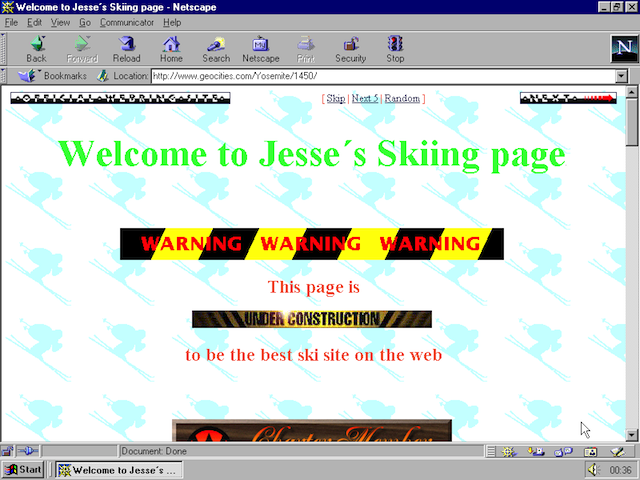 Welcome to Jesse´s Skiing page - Netscape
File Edit View Go Communicator Help
Back Forward Reload Home Search Netscape Print Security Stop
N
Bookmarks Location: http://www.geocities.com/Yosemite/1450/
OFFICIAL WEBRING SITE [ Skip | Next 5 | Random ] NEXT
Welcome to Jesse´s Skiing page
WARNING WARNING WARNING
This page is
UNDER CONSTRUCTION
to be the best ski site on the web
Charter Member
Document: Done
Start Welcome to Jesse´s ... 00:36